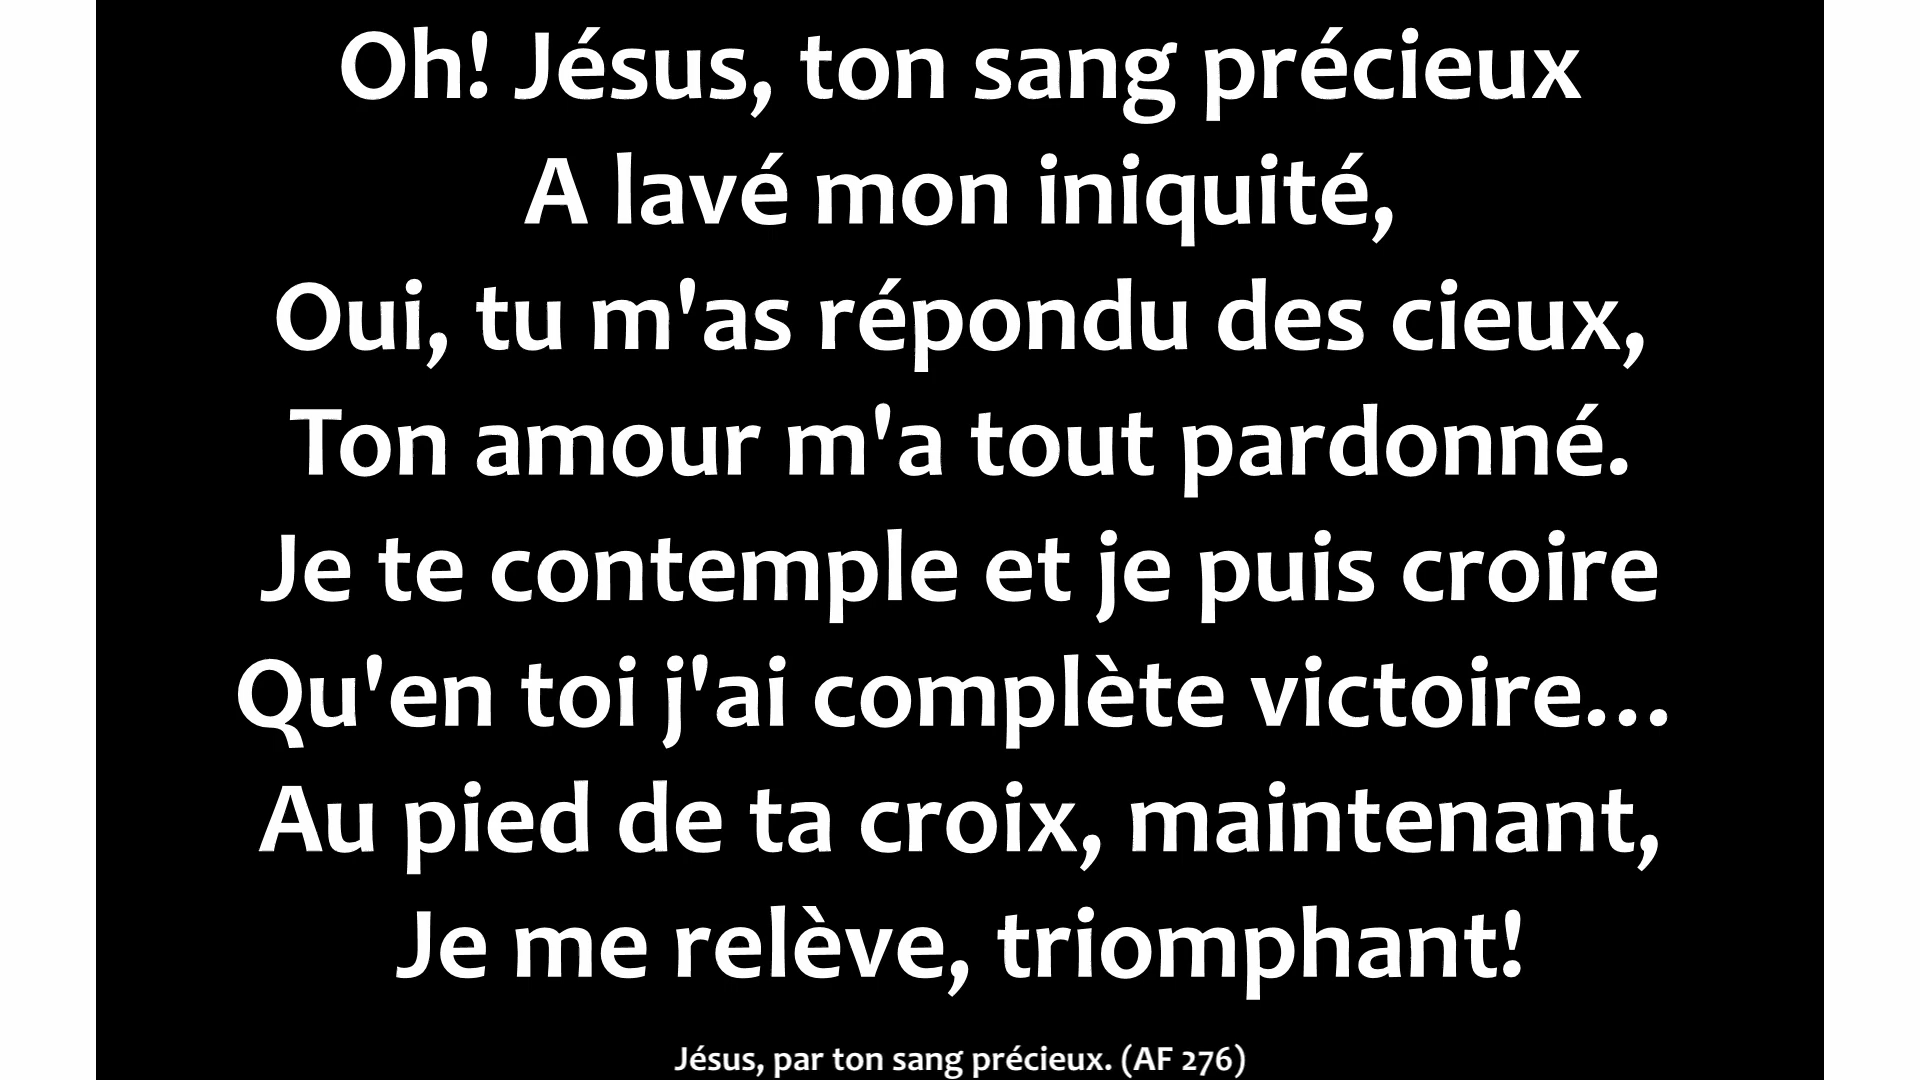 Oh! Jésus, ton sang précieux
A lavé mon iniquité,
Oui, tu m'as répondu des cieux,
Ton amour m'a tout pardonné.
Je te contemple et je puis croire
Qu'en toi j'ai complète victoire...
Au pied de ta croix, maintenant,
Je me relève, triomphant!
Jésus, par ton sang précieux. (AF 276)